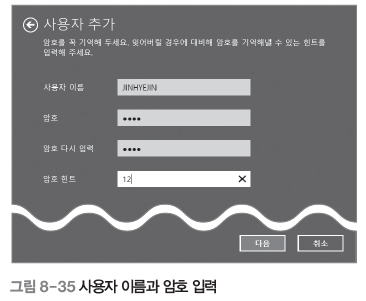 사용자 추가
암호를 꼭 기억해 두세요. 잊어버릴 경우에 대비해 암호를 기억해낼 수 있는 힌트를
입력해 주세요.
사용자 이름 JINHYEJIN
암호 ••••
암호 다시 입력 ••••
암호 힌트 12
다음 취소
그림 8-35 사용자 이름과 암호 입력